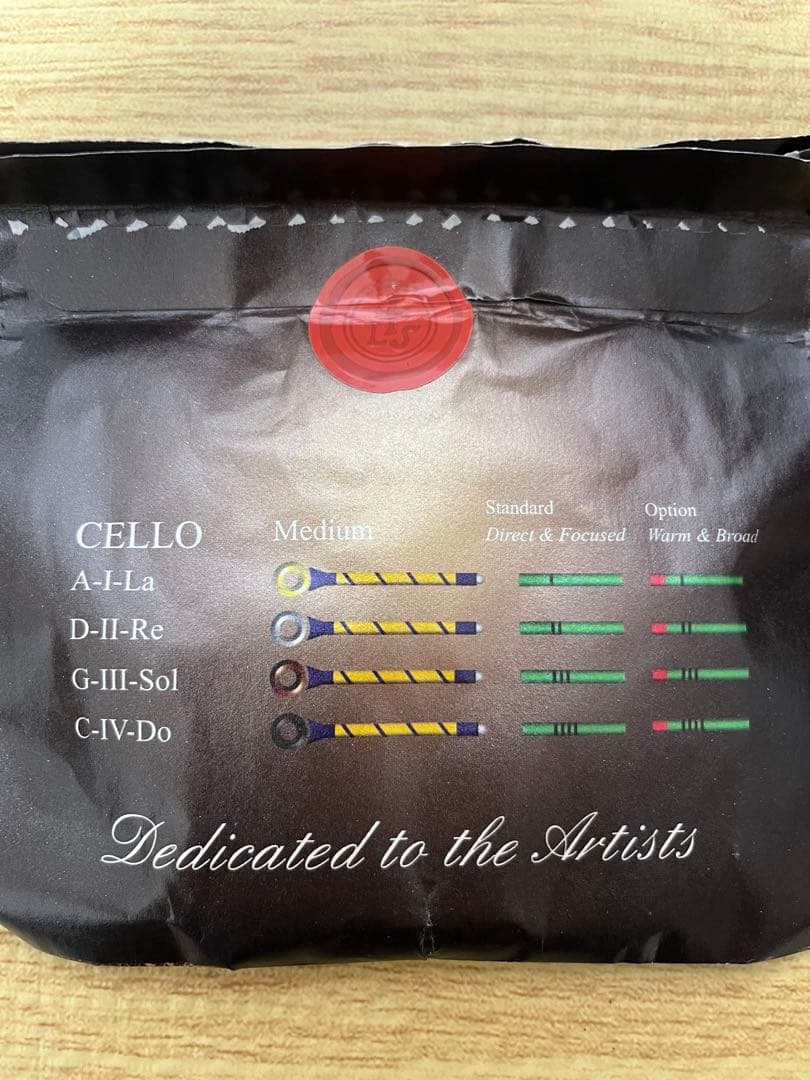 LS
CELLO
Medium
Standard
Direct & Focused
Option
Warm & Broad
A-I-La
D-II-Re
G-III-Sol
C-IV-Do
Dedicated to the Artists